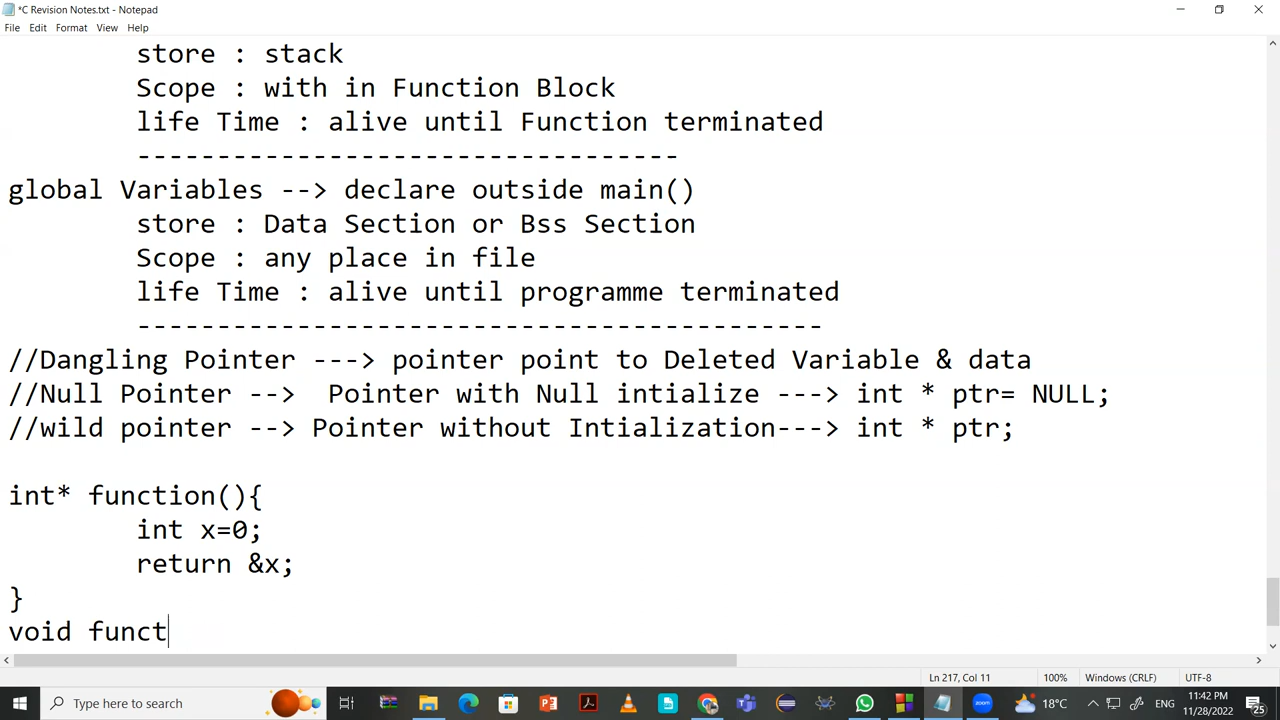 *C Revision Notes.txt - Notepad
File Edit Format View Help
store : stack
Scope : with in Function Block
life Time : alive until Function terminated
----------------------------------
global Variables --> declare outside main()
store : Data Section or Bss Section
Scope : any place in file
life Time : alive until programme terminated
-------------------------------------------
//Dangling Pointer ---> pointer point to Deleted Variable & data
//Null Pointer -->  Pointer with Null intialize ---> int * ptr= NULL;
//wild pointer --> Pointer without Intialization---> int * ptr;
int* function(){
int x=0;
return &x;
}
void funct
Ln 217, Col 11 100% Windows (CRLF) UTF-8
Type here to search 18°C ENG 11:42 PM
11/28/2022 25